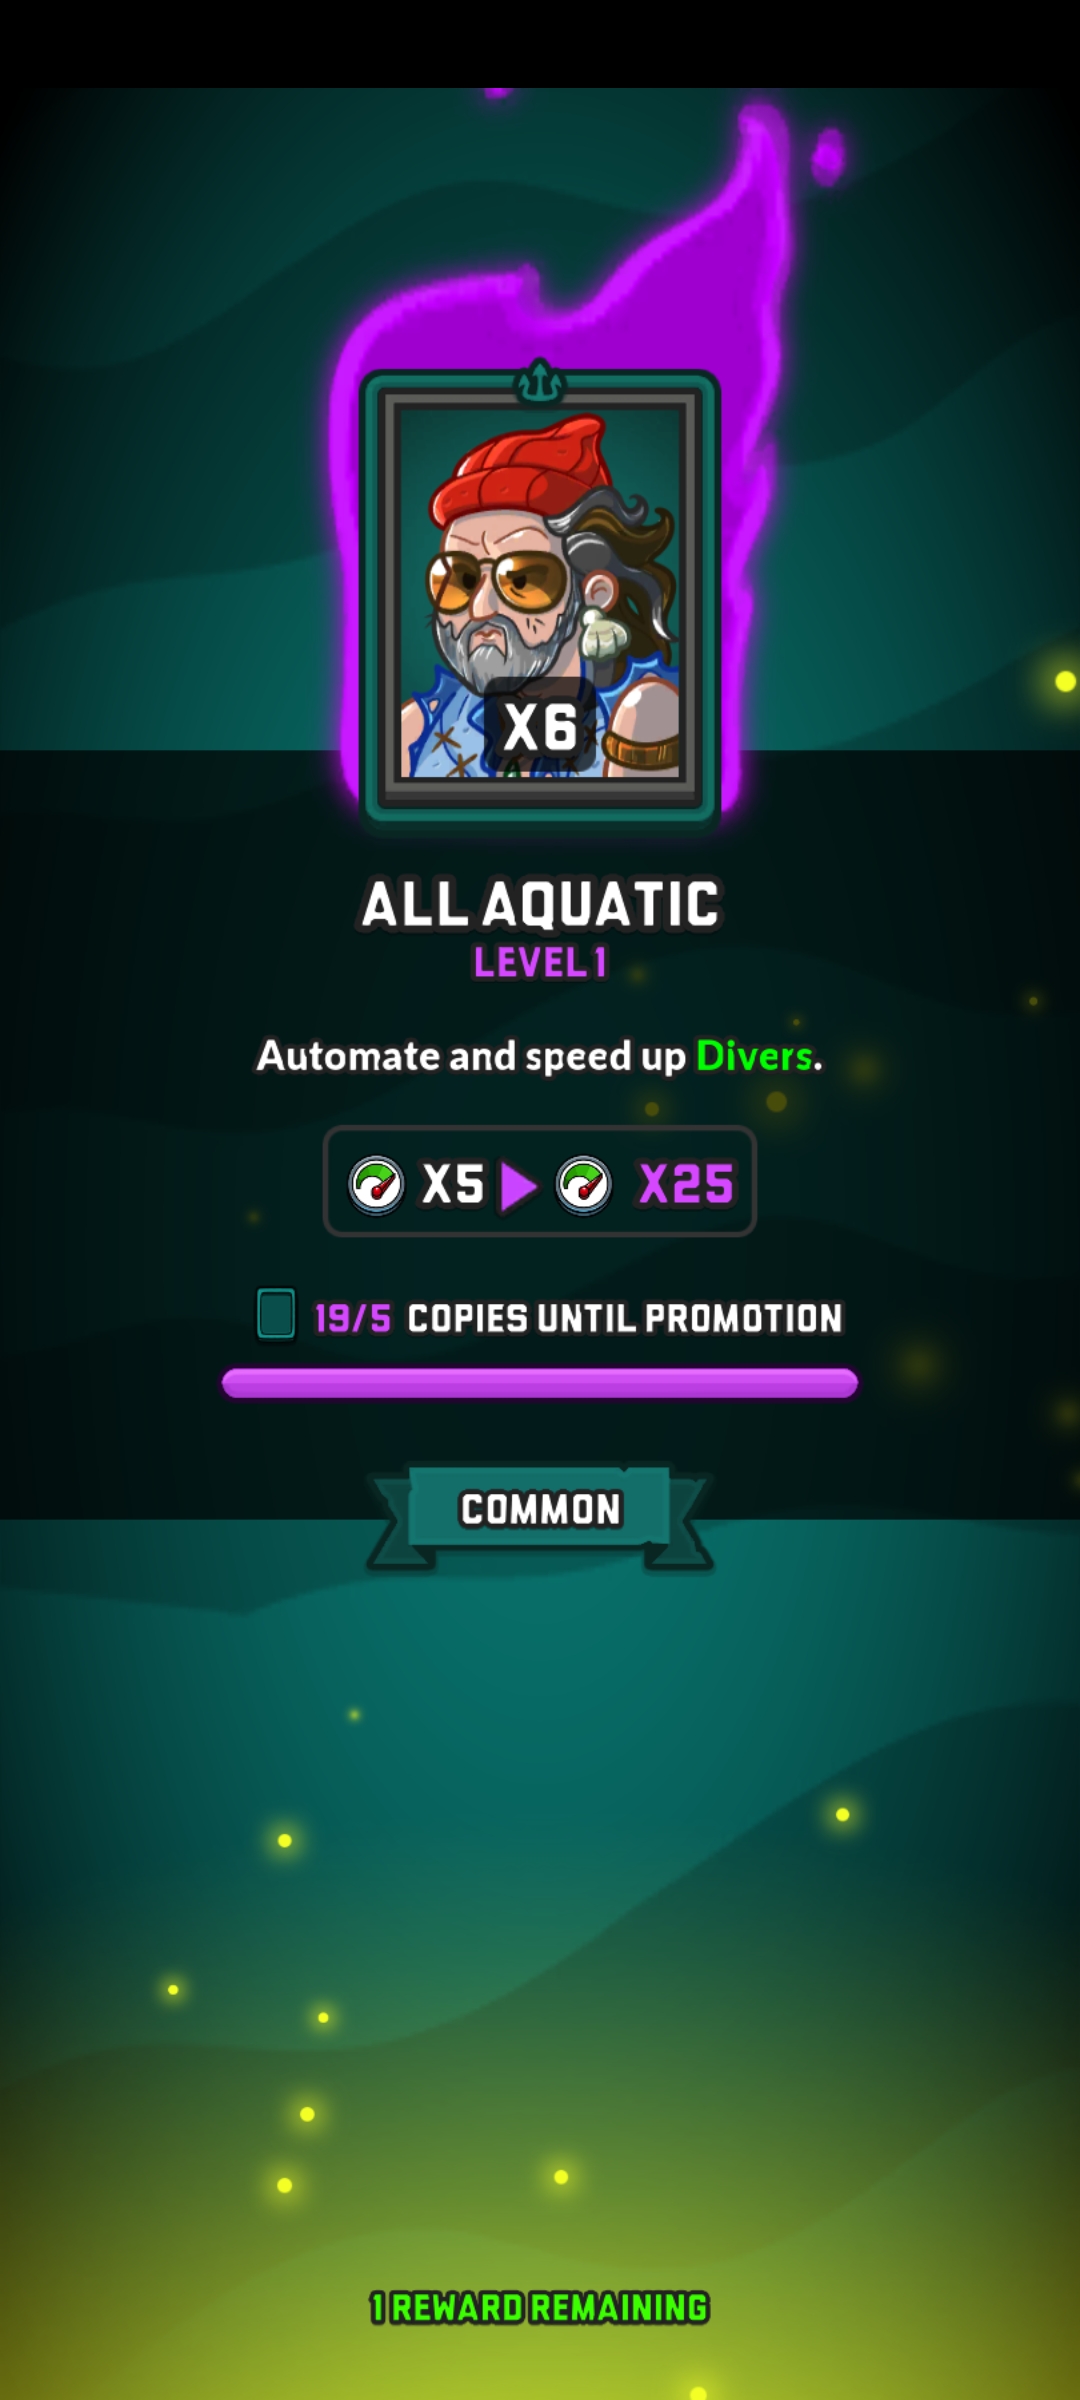 X6
ALL AQUATIC
LEVEL 1
Automate and speed up Divers.
X5 X25
19/5 COPIES UNTIL PROMOTION
COMMON
1 REWARD REMAINING